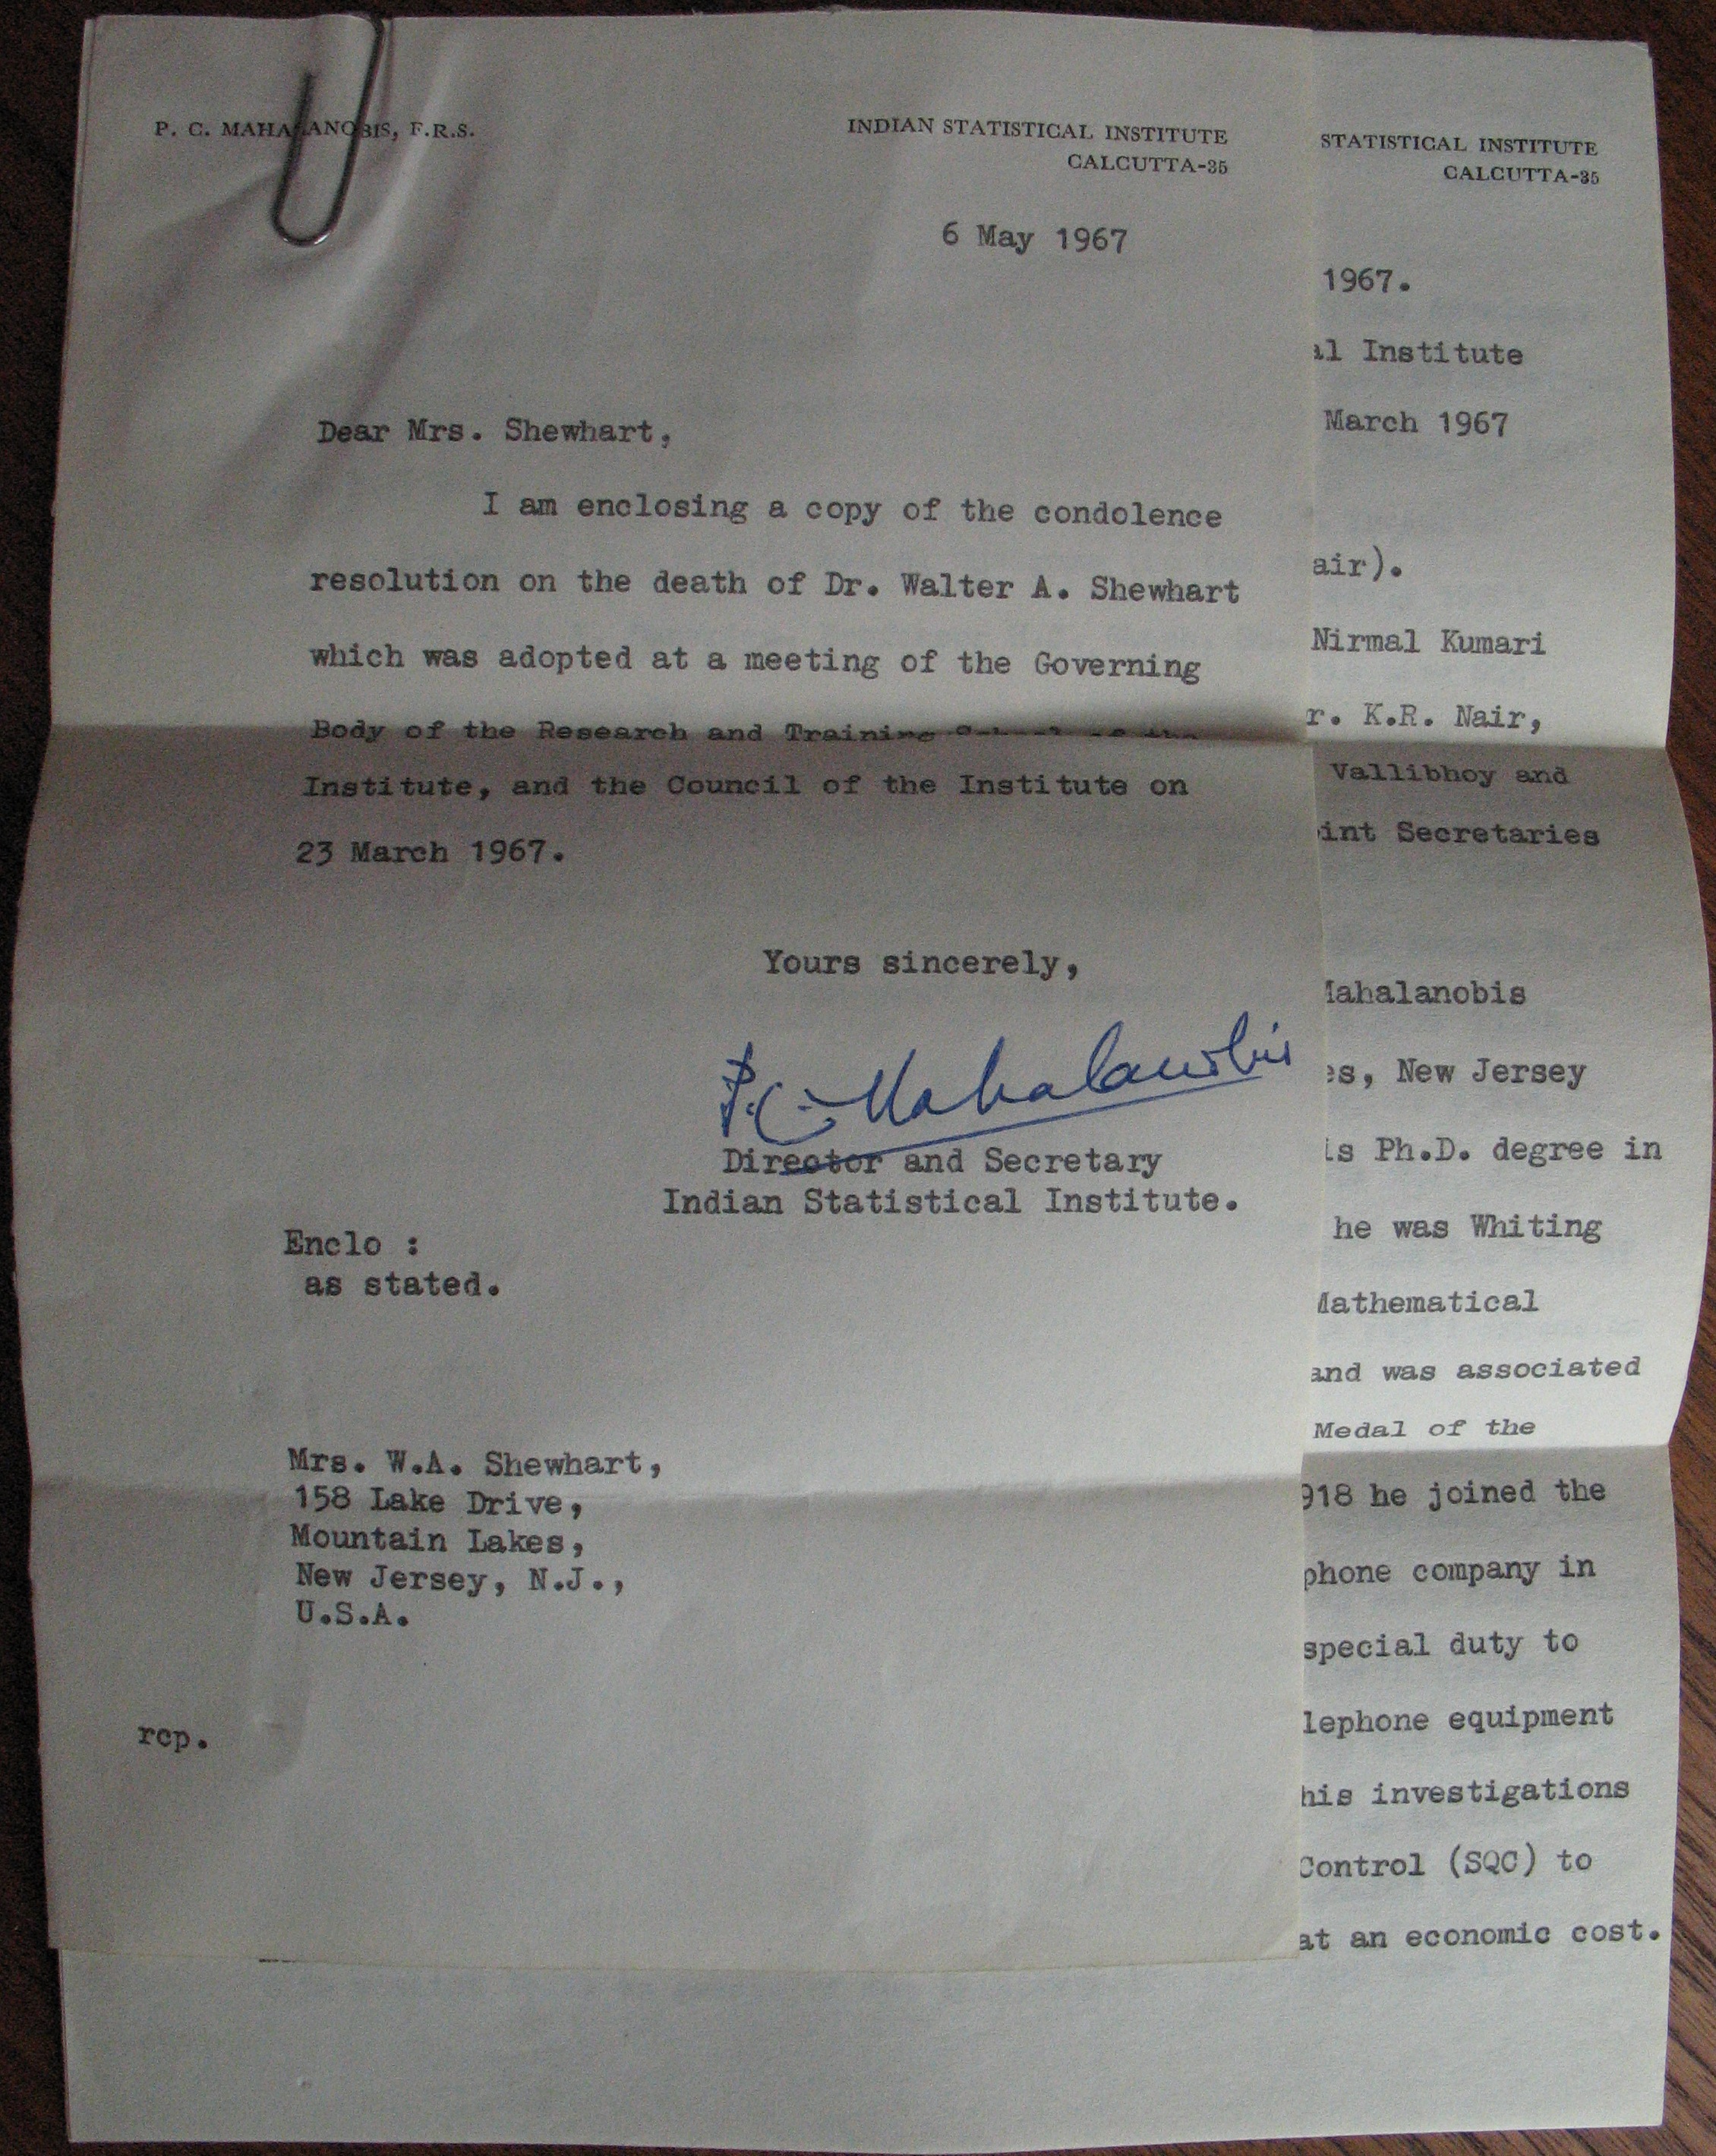 P. C. MAHALANOBIS, F.R.S.
INDIAN STATISTICAL INSTITUTE
CALCUTTA-35
6 May 1967
Dear Mrs. Shewhart,
I am enclosing a copy of the condolence
resolution on the death of Dr. Walter A. Shewhart
which was adopted at a meeting of the Governing
Body of the Research and Training School of the
Institute, and the Council of the Institute on
23 March 1967.
Yours sincerely,
P.C. Mahalanobis
Director and Secretary
Indian Statistical Institute.
Enclo :
as stated.
Mrs. W.A. Shewhart,
158 Lake Drive,
Mountain Lakes,
New Jersey, N.J.,
U.S.A.
rcp.
STATISTICAL INSTITUTE
CALCUTTA-35
1967.
al Institute
March 1967
air).
Nirmal Kumari
r. K.R. Nair,
Vallibhoy and
oint Secretaries
Mahalanobis
es, New Jersey
is Ph.D. degree in
he was Whiting
Mathematical
and was associated
Medal of the
918 he joined the
phone company in
special duty to
lephone equipment
his investigations
Control (SQC) to
at an economic cost.